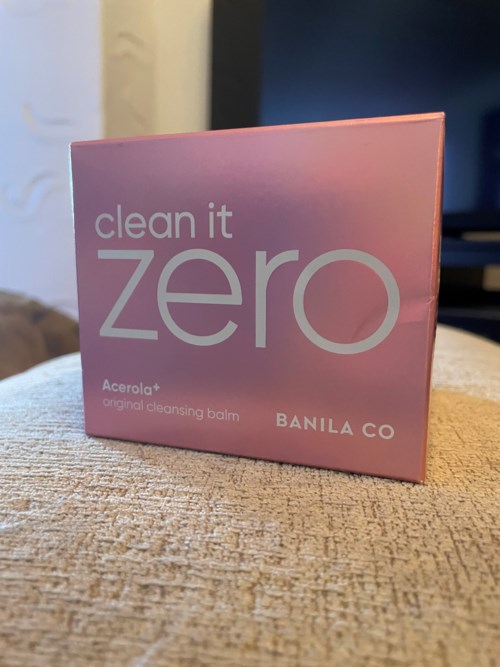 clean it
zero
Acerola+
original cleansing balm
BANILA CO